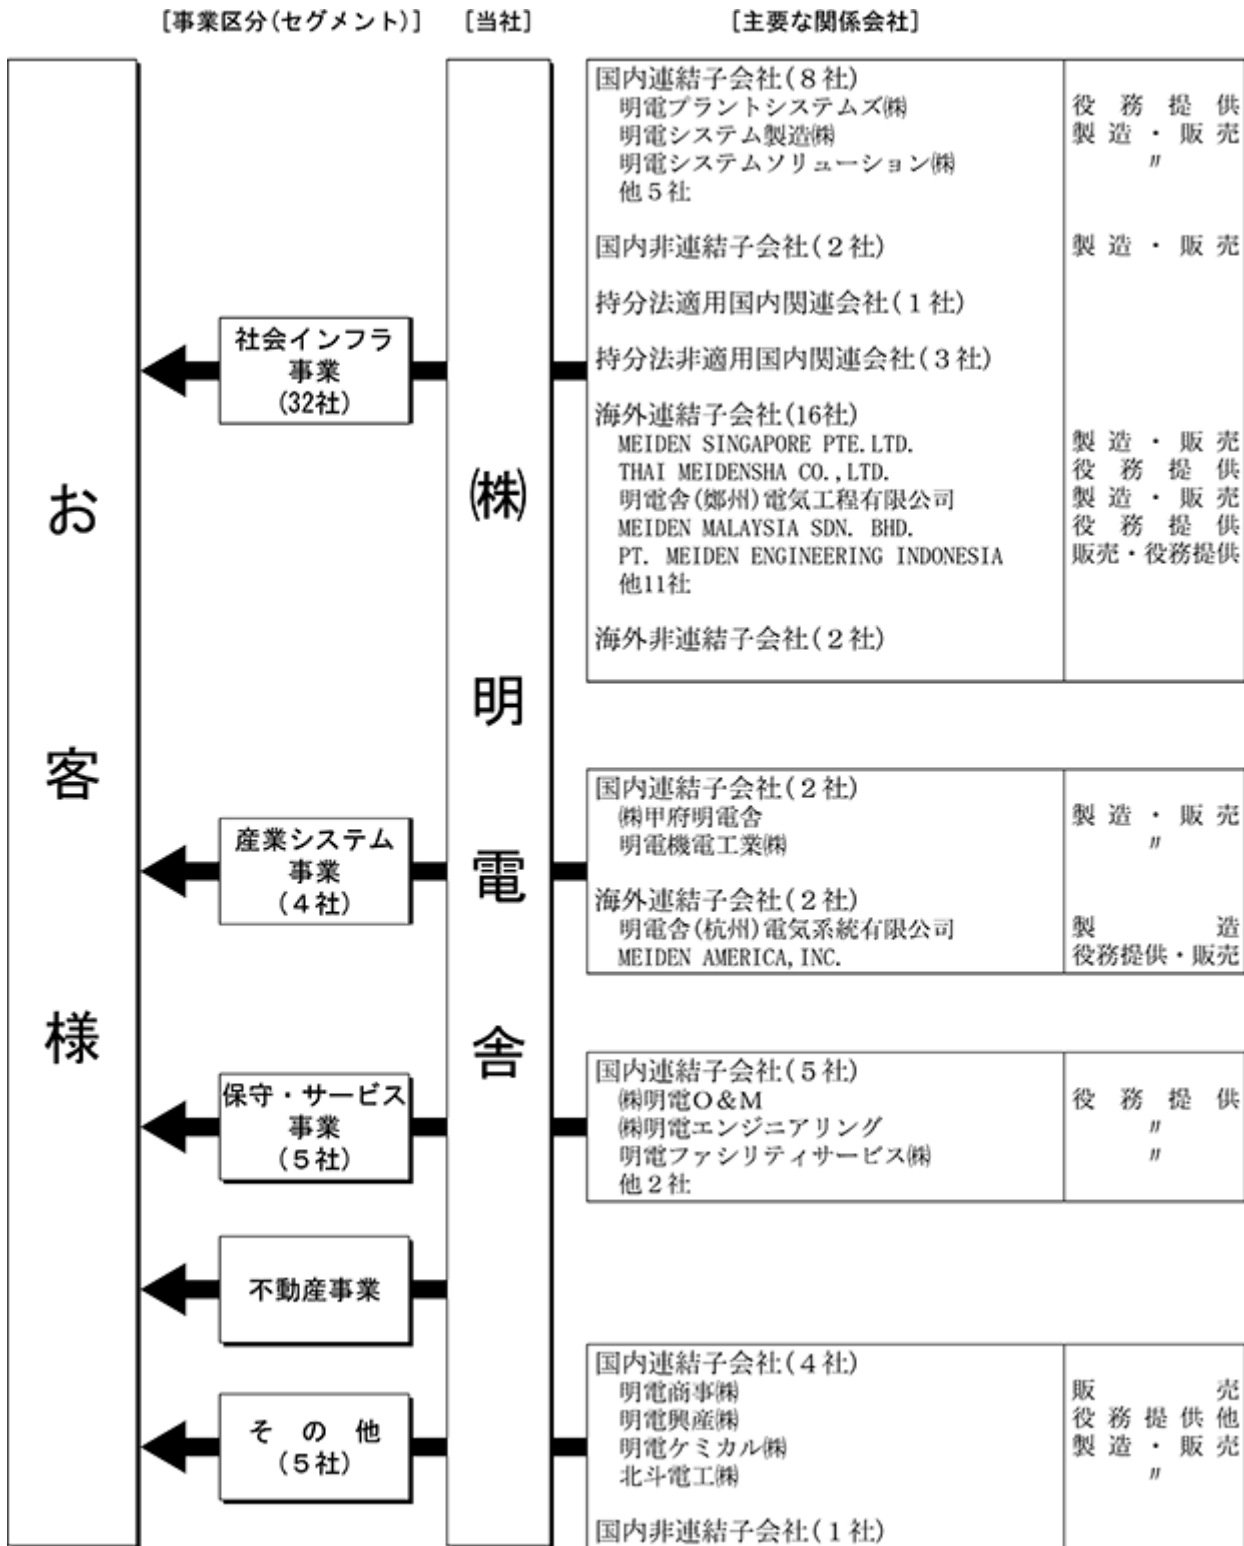 [事業区分(セグメント)] [当社] [主要な関係会社]
お客様
㈱明電舎
社会インフラ
事業
(32社)
国内連結子会社(8社)
明電プラントシステムズ㈱ 役務提供
明電システム製造㈱ 製造・販売
明電システムソリューション㈱ 〃
他5社
国内非連結子会社(2社) 製造・販売
持分法適用国内関連会社(1社)
持分法非適用国内関連会社(3社)
海外連結子会社(16社)
MEIDEN SINGAPORE PTE.LTD. 製造・販売
THAI MEIDENSHA CO.,LTD. 役務提供
明電舎(鄭州)電気工程有限公司 製造・販売
MEIDEN MALAYSIA SDN. BHD. 役務提供
PT. MEIDEN ENGINEERING INDONESIA 販売・役務提供
他11社
海外非連結子会社(2社)
産業システム
事業
(4社)
国内連結子会社(2社)
㈱甲府明電舎 製造・販売
明電機電工業㈱ 〃
海外連結子会社(2社)
明電舎(杭州)電気系統有限公司 製造
MEIDEN AMERICA,INC. 役務提供・販売
保守・サービス
事業
(5社)
国内連結子会社(5社)
㈱明電O&M 役務提供
㈱明電エンジニアリング 〃
明電ファシリティサービス㈱ 〃
他2社
不動産事業
その他
(5社)
国内連結子会社(4社)
明電商事㈱ 販売
明電興産㈱ 役務提供他
明電ケミカル㈱ 製造・販売
北斗電工㈱ 〃
国内非連結子会社(1社)